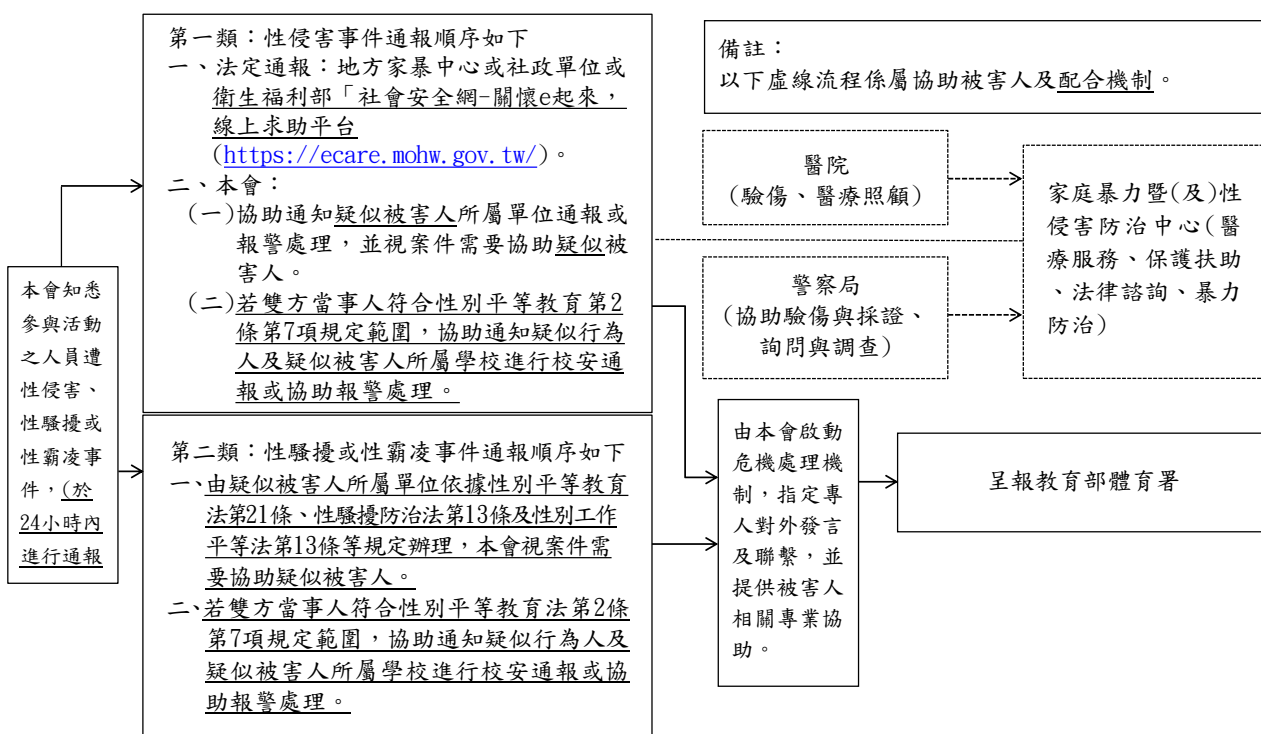 本會知悉
參與活動
之人員遭
性侵害、
性騷擾或
性霸凌事
件，(於
24小時內
進行通報
第一類：性侵害事件通報順序如下
一、法定通報：地方家暴中心或社政單位或
衛生福利部「社會安全網-關懷e起來，
線上求助平台
(https://ecare.mohw.gov.tw/)。
二、本會：
(一)協助通知疑似被害人所屬單位通報或
報警處理，並視案件需要協助疑似被
害人。
(二)若雙方當事人符合性別平等教育第2
條第7項規定範圍，協助通知疑似行為
人及疑似被害人所屬學校進行校安通
報或協助報警處理。
第二類：性騷擾或性霸凌事件通報順序如下
一、由疑似被害人所屬單位依據性別平等教育
法第21條、性騷擾防治法第13條及性別工作
平等法第13條等規定辦理，本會視案件需
要協助疑似被害人。
二、若雙方當事人符合性別平等教育法第2條
第7項規定範圍，協助通知疑似行為人及
疑似被害人所屬學校進行校安通報或協
助報警處理。
備註：
以下虛線流程係屬協助被害人及配合機制。
醫院
(驗傷、醫療照顧)
警察局
(協助驗傷與採證、
詢問與調查)
家庭暴力暨(及)性
侵害防治中心(醫
療服務、保護扶助
、法律諮詢、暴力
防治)
由本會啟動
危機處理機
制，指定專
人對外發言
及聯繫，並
提供被害人
相關專業協
助。
呈報教育部體育署